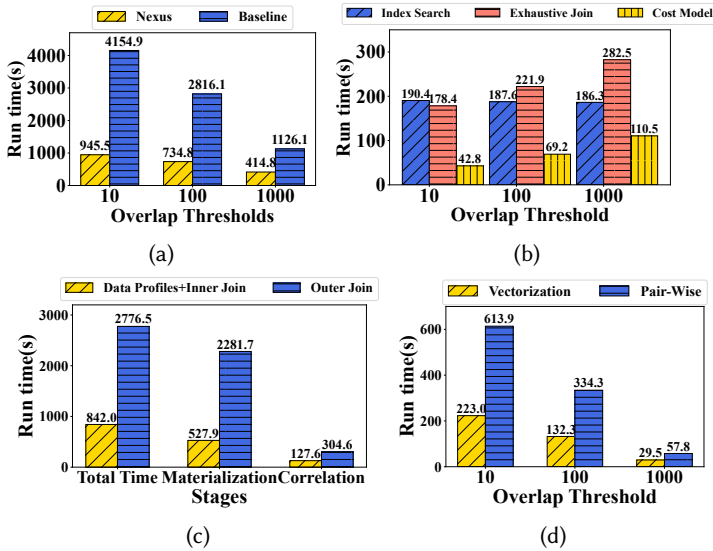 Nexus Baseline
Run time(s)
4000
3000
2000
1000
0
4154.9
2816.1
1126.1
945.5
734.8
414.8
10 100 1000
Overlap Thresholds
(a)
Index Search Exhaustive Join Cost Model
Run time(s)
300
200
100
0
190.4 178.4 42.8
187.6 221.9 69.2
186.3 282.5 110.5
10 100 1000
Overlap Threshold
(b)
Data Profiles+Inner Join Outer Join
Run time(s)
3000
2000
1000
0
842.0 2776.5
527.9 2281.7
127.6 304.6
Total Time Materialization Correlation
Stages
(c)
Vectorization Pair-Wise
Run time(s)
600
400
200
0
223.0 613.9
132.3 334.3
29.5 57.8
10 100 1000
Overlap Threshold
(d)